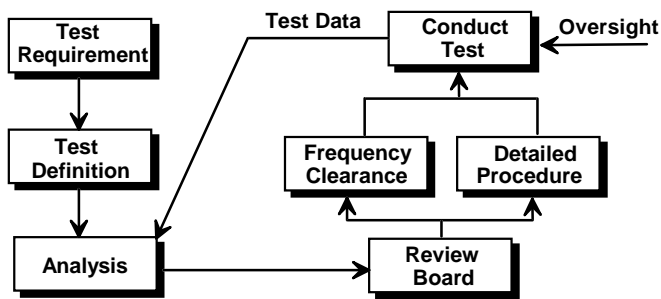 Test
Requirement
Test Data
Conduct
Test
Oversight
Test
Definition
Frequency
Clearance
Detailed
Procedure
Analysis
Review
Board